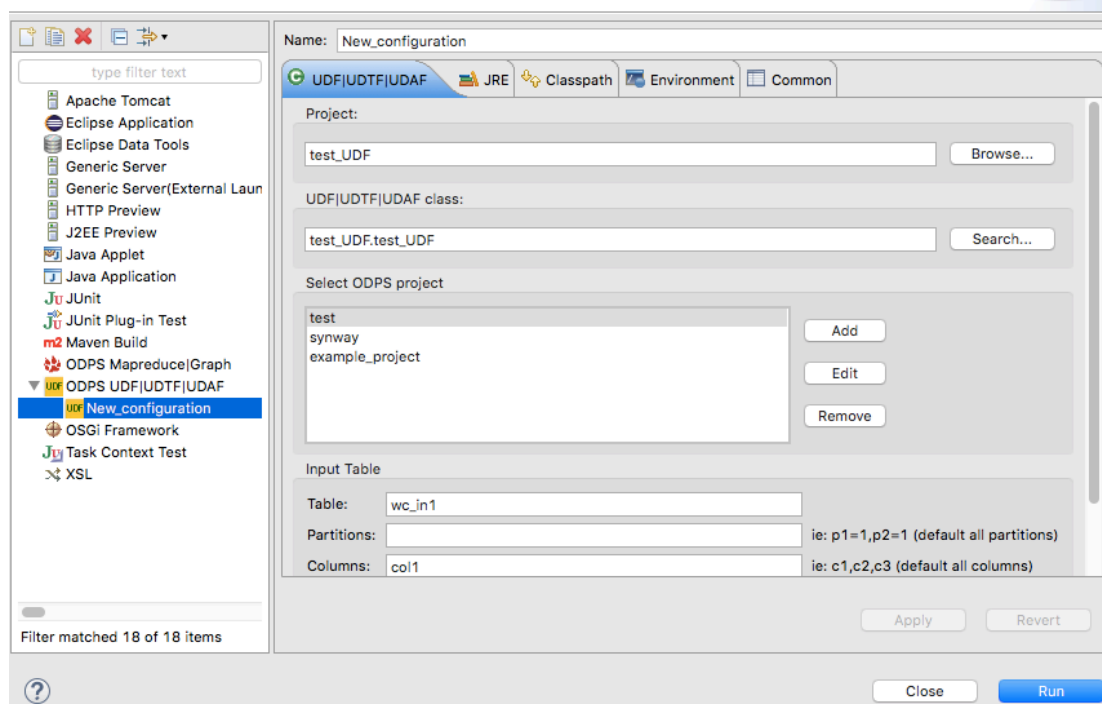 Name: New_configuration
type filter text
Apache Tomcat
Eclipse Application
Eclipse Data Tools
Generic Server
Generic Server(External Laun
HTTP Preview
J2EE Preview
Java Applet
Java Application
JU JUnit
JU JUnit Plug-in Test
m2 Maven Build
ODPS Mapreduce|Graph
UDF ODPS UDF|UDTF|UDAF
UDF New_configuration
OSGi Framework
Ju Task Context Test
XSL
Filter matched 18 of 18 items
UDF|UDTF|UDAF JRE Classpath Environment Common
Project:
test_UDF Browse...
UDF|UDTF|UDAF class:
test_UDF.test_UDF Search...
Select ODPS project
test
synway
example_project
Add
Edit
Remove
Input Table
Table: wc_in1
Partitions: ie: p1=1,p2=1 (default all partitions)
Columns: col1 ie: c1,c2,c3 (default all columns)
Apply Revert
? Close Run